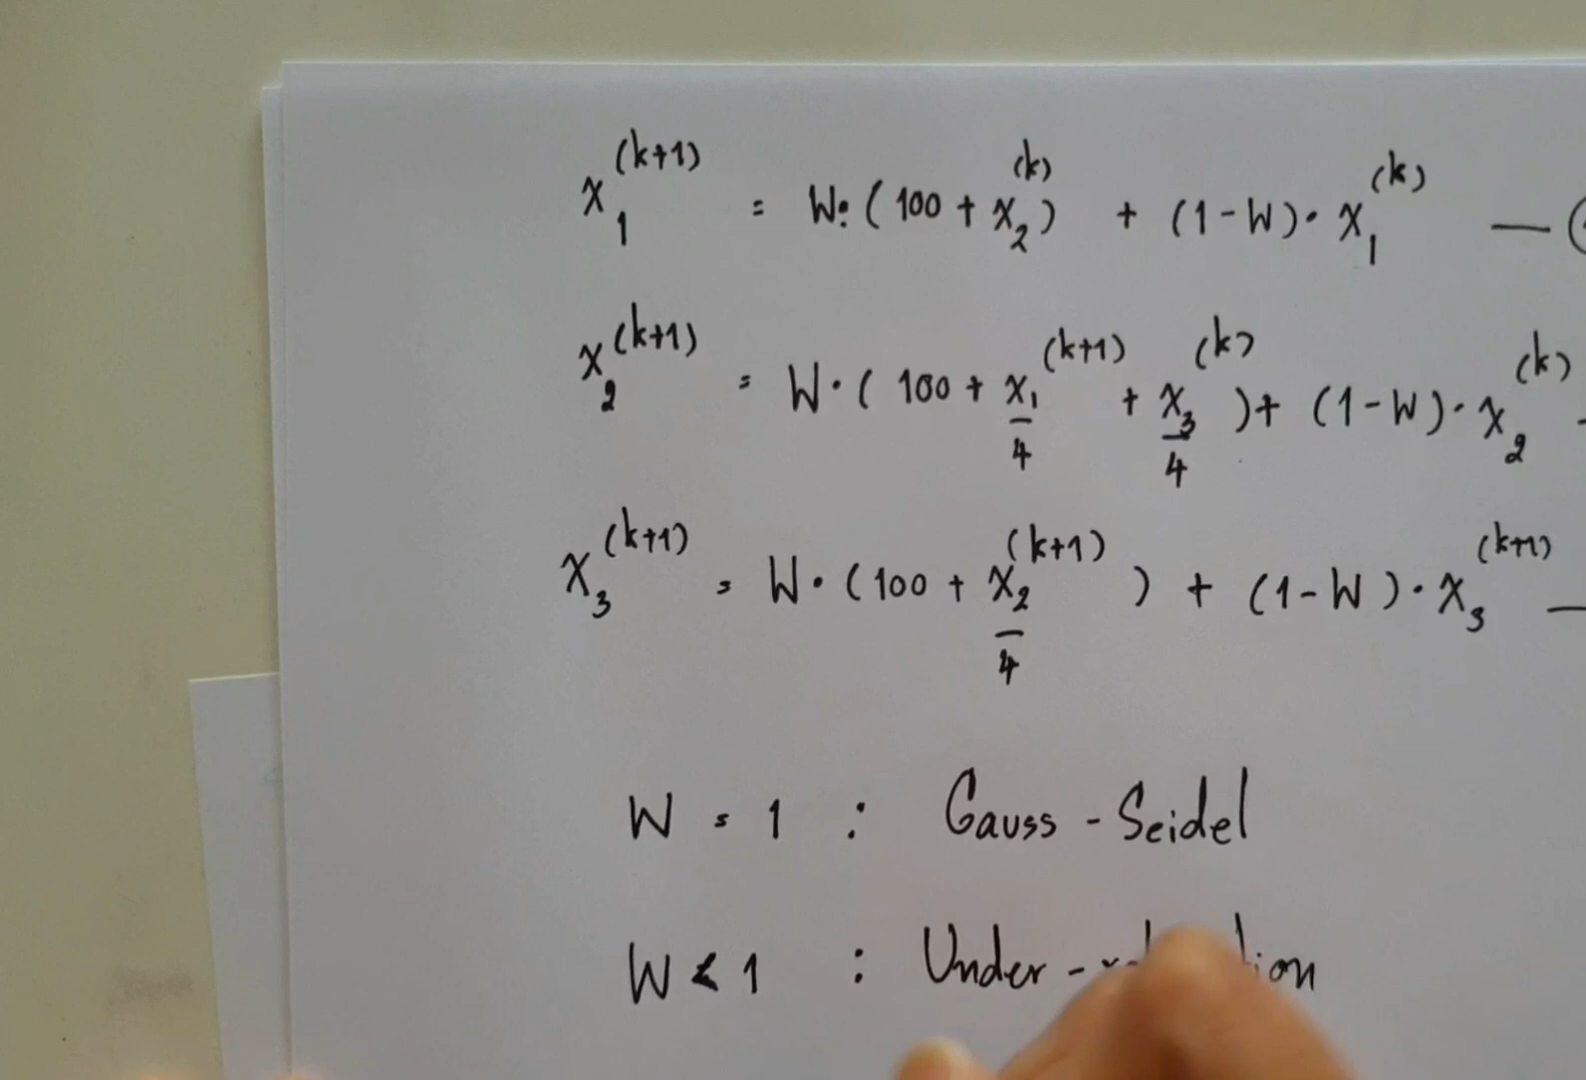 x₁^(k+1) = W·(100 + x₂^(k)) + (1-W)·x₁^(k) —
x₂^(k+1) = W·(100 + x₁^(k+1)/4 + x₃^(k)/4) + (1-W)·x₂^(k) -
x₃^(k+1) = W·(100 + x₂^(k+1)/4) + (1-W)·x₃^(k+1) —
W = 1 : Gauss - Seidel
W < 1 : Under -